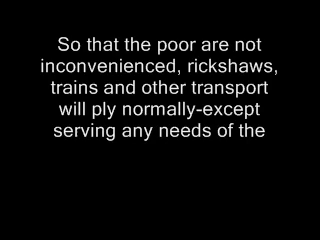 So that the poor are not
inconvenienced, rickshaws,
trains and other transport
will ply normally-except
serving any needs of the